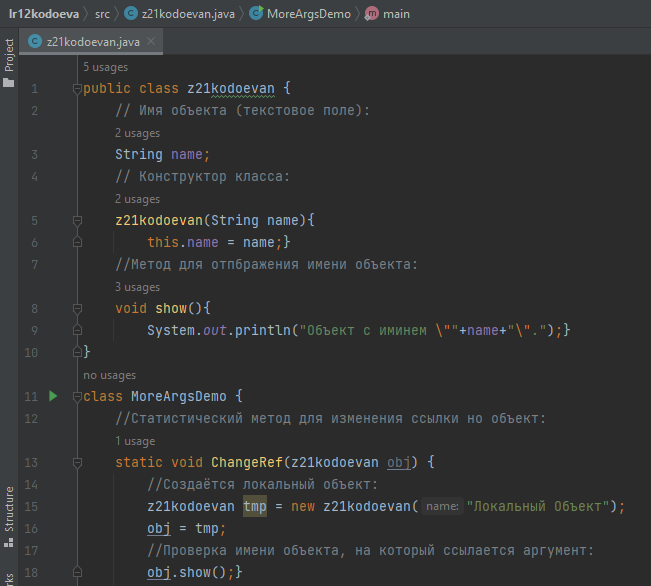 lr12kodoeva src z21kodoevan.java MoreArgsDemo main
z21kodoevan.java
Project
5 usages
1 public class z21kodoevan {
2 // Имя объекта (текстовое поле):
2 usages
3 String name;
4 // Конструктор класса:
2 usages
5 z21kodoevan(String name){
6 this.name = name;}
7 //Метод для отпбражения имени объекта:
3 usages
8 void show(){
9 System.out.println("Объект с иминем \""+name+"\".");}
10 }
no usages
11 class MoreArgsDemo {
12 //Статистический метод для изменения ссылки но объект:
1 usage
13 static void ChangeRef(z21kodoevan obj) {
14 //Создаётся локальный объект:
15 z21kodoevan tmp = new z21kodoevan( name: "Локальный Объект");
16 obj = tmp;
17 //Проверка имени объекта, на который ссылается аргумент:
18 obj.show();}
Structure